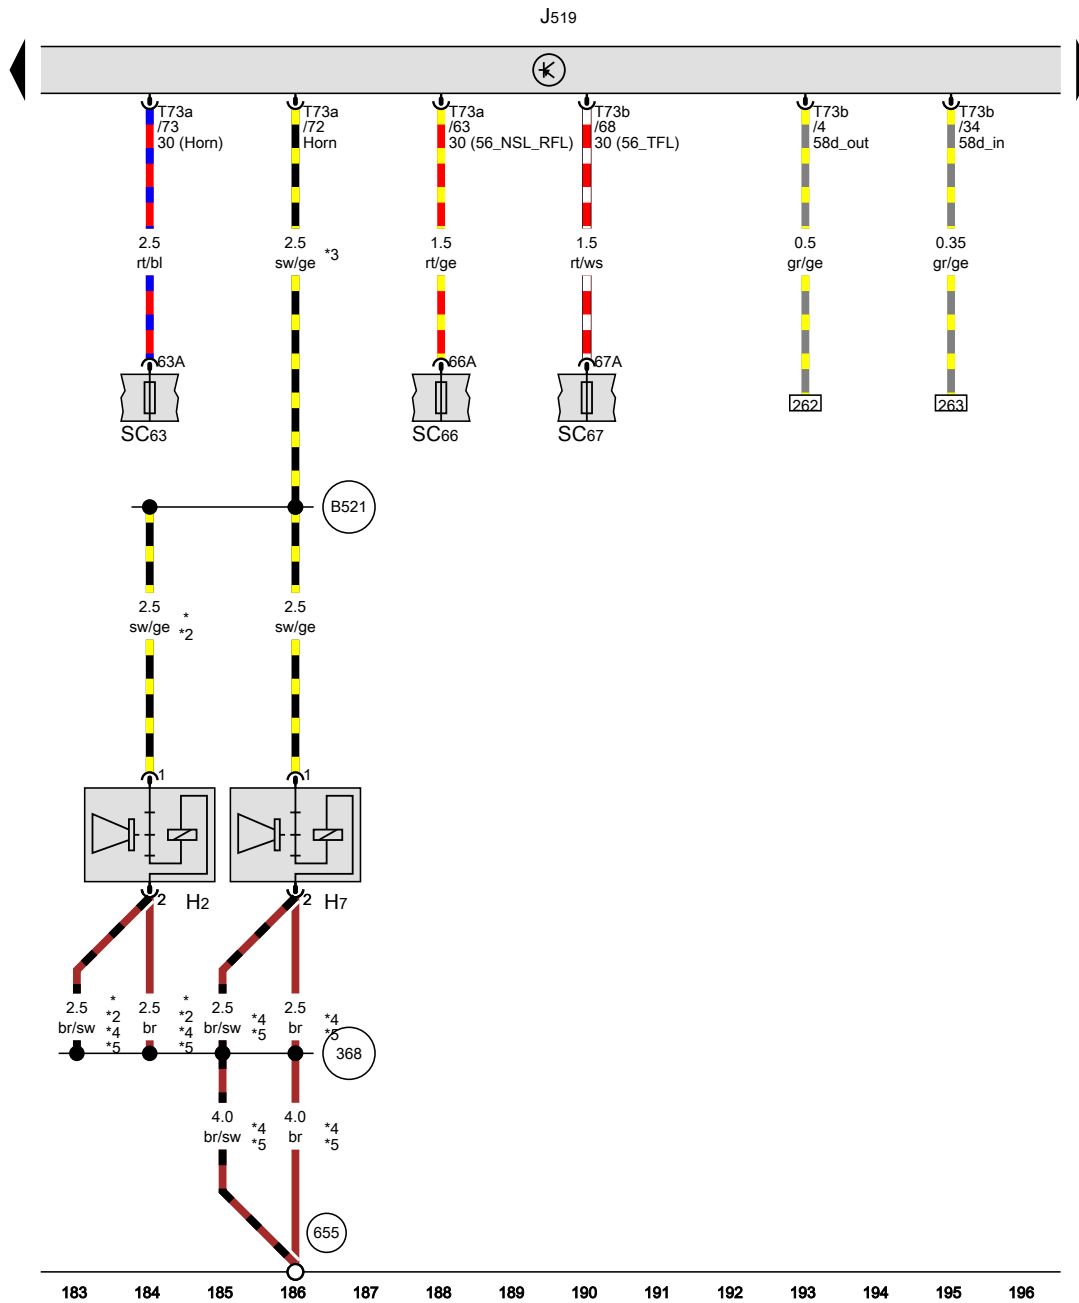 J519
T73a
/73
30 (Horn)
T73a
/72
Horn
T73a
/63
30 (56_NSL_RFL)
T73b
/68
30 (56_TFL)
T73b
/4
58d_out
T73b
/34
58d_in
2.5
rt/bl
2.5
sw/ge
*3
1.5
rt/ge
1.5
rt/ws
0.5
gr/ge
0.35
gr/ge
63A
66A
67A
SC63
SC66
SC67
262
263
B521
2.5
sw/ge
*
*2
2.5
sw/ge
1
1
2
H2
2
H7
2.5
br/sw
*
*2
*4
*5
2.5
br
*
*2
*4
*5
2.5
br/sw
*4
*5
2.5
br
*4
*5
368
4.0
br/sw
*4
*5
4.0
br
*4
*5
655
183 184 185 186 187 188 189 190 191 192 193 194 195 196